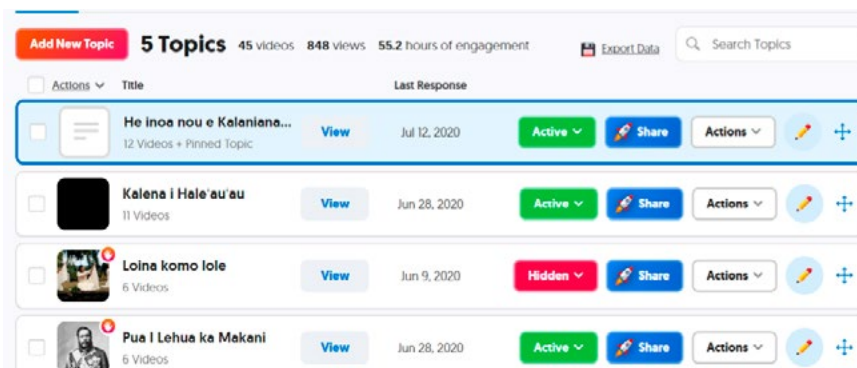 Add New Topic 5 Topics 45 videos 848 views 55.2 hours of engagement Export Data Search Topics
Actions Title Last Response
He inoa nou e Kalaniana... View Jul 12, 2020 Active Share Actions
12 Videos + Pinned Topic
Kalena i Haleʻauʻau View Jun 28, 2020 Active Share Actions
11 Videos
Loina komo lole View Jun 9, 2020 Hidden Share Actions
6 Videos
Pua I Lehua ka Makani View Jun 28, 2020 Active Share Actions
6 Videos